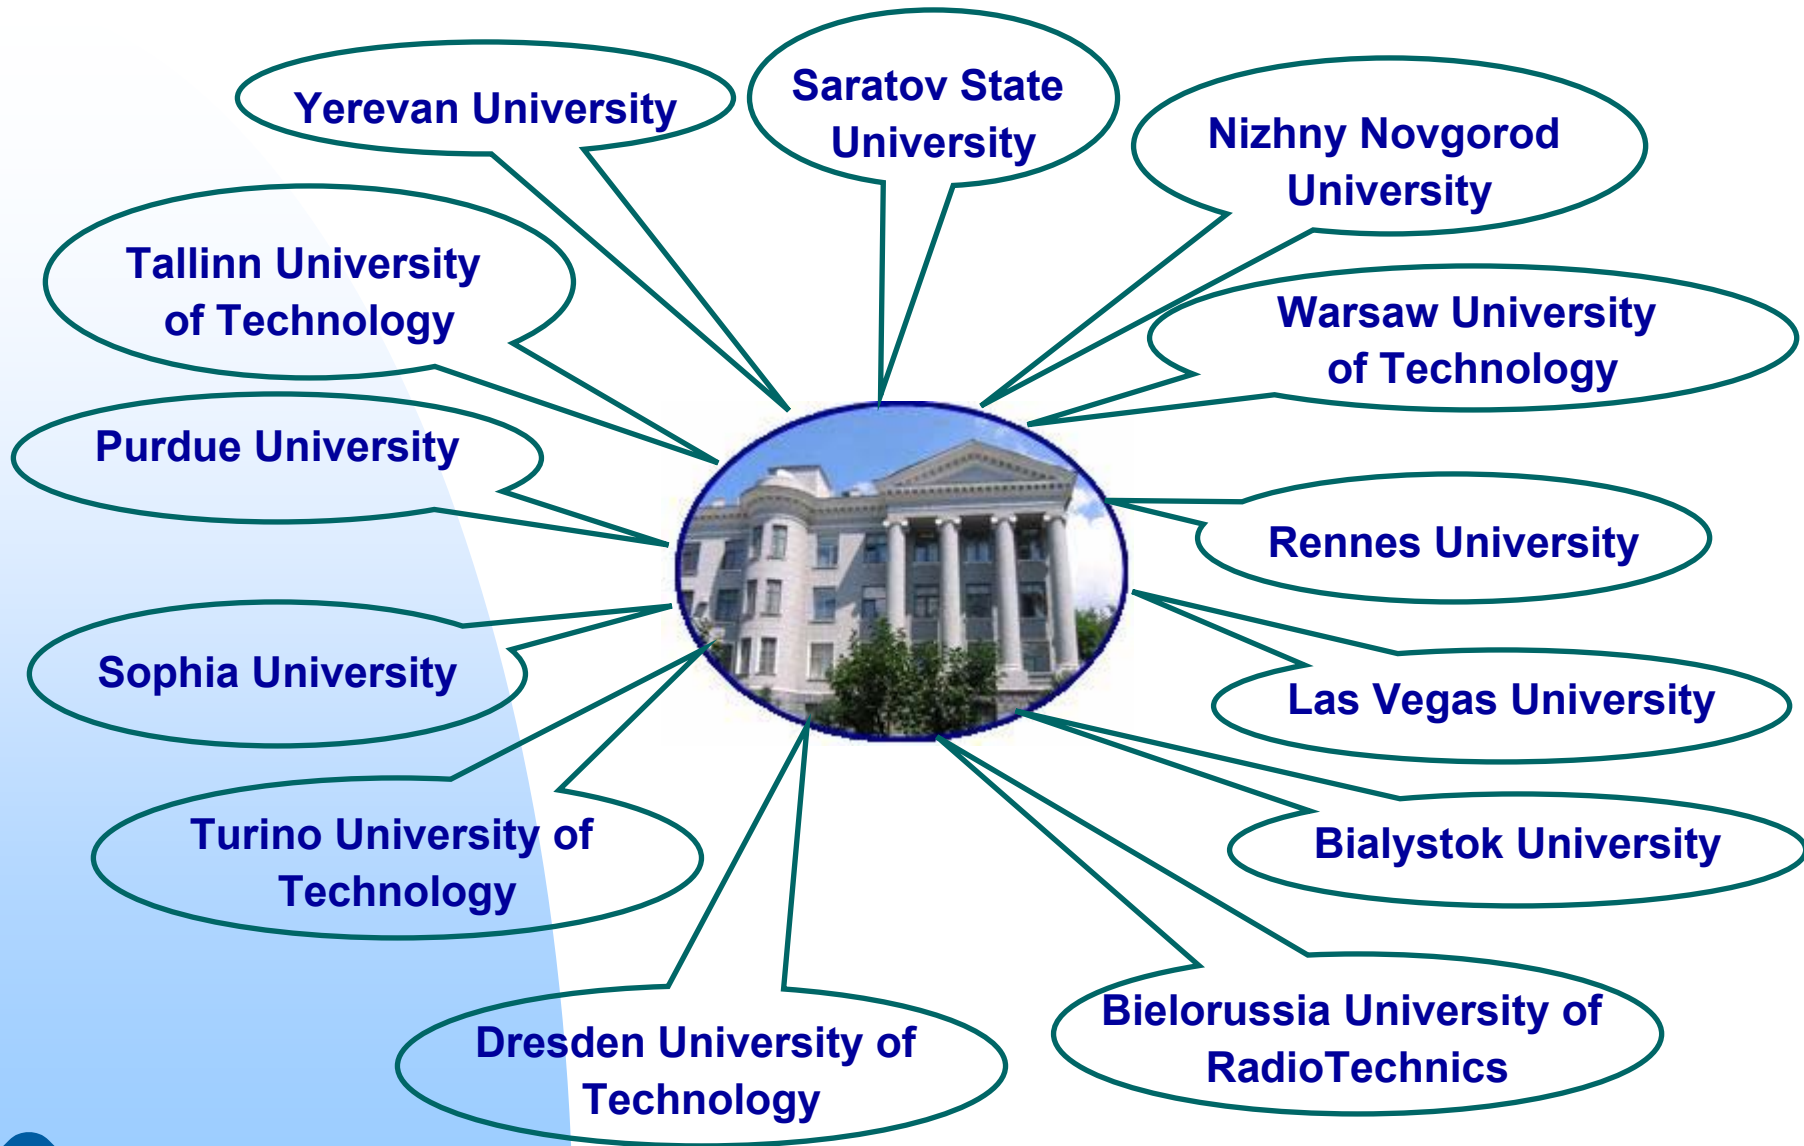 Yerevan University
Saratov State
University
Nizhny Novgorod
University
Tallinn University
of Technology
Warsaw University
of Technology
Purdue University
Rennes University
Sophia University
Las Vegas University
Turino University of
Technology
Bialystok University
Dresden University of
Technology
Bielorussia University of
RadioTechnics